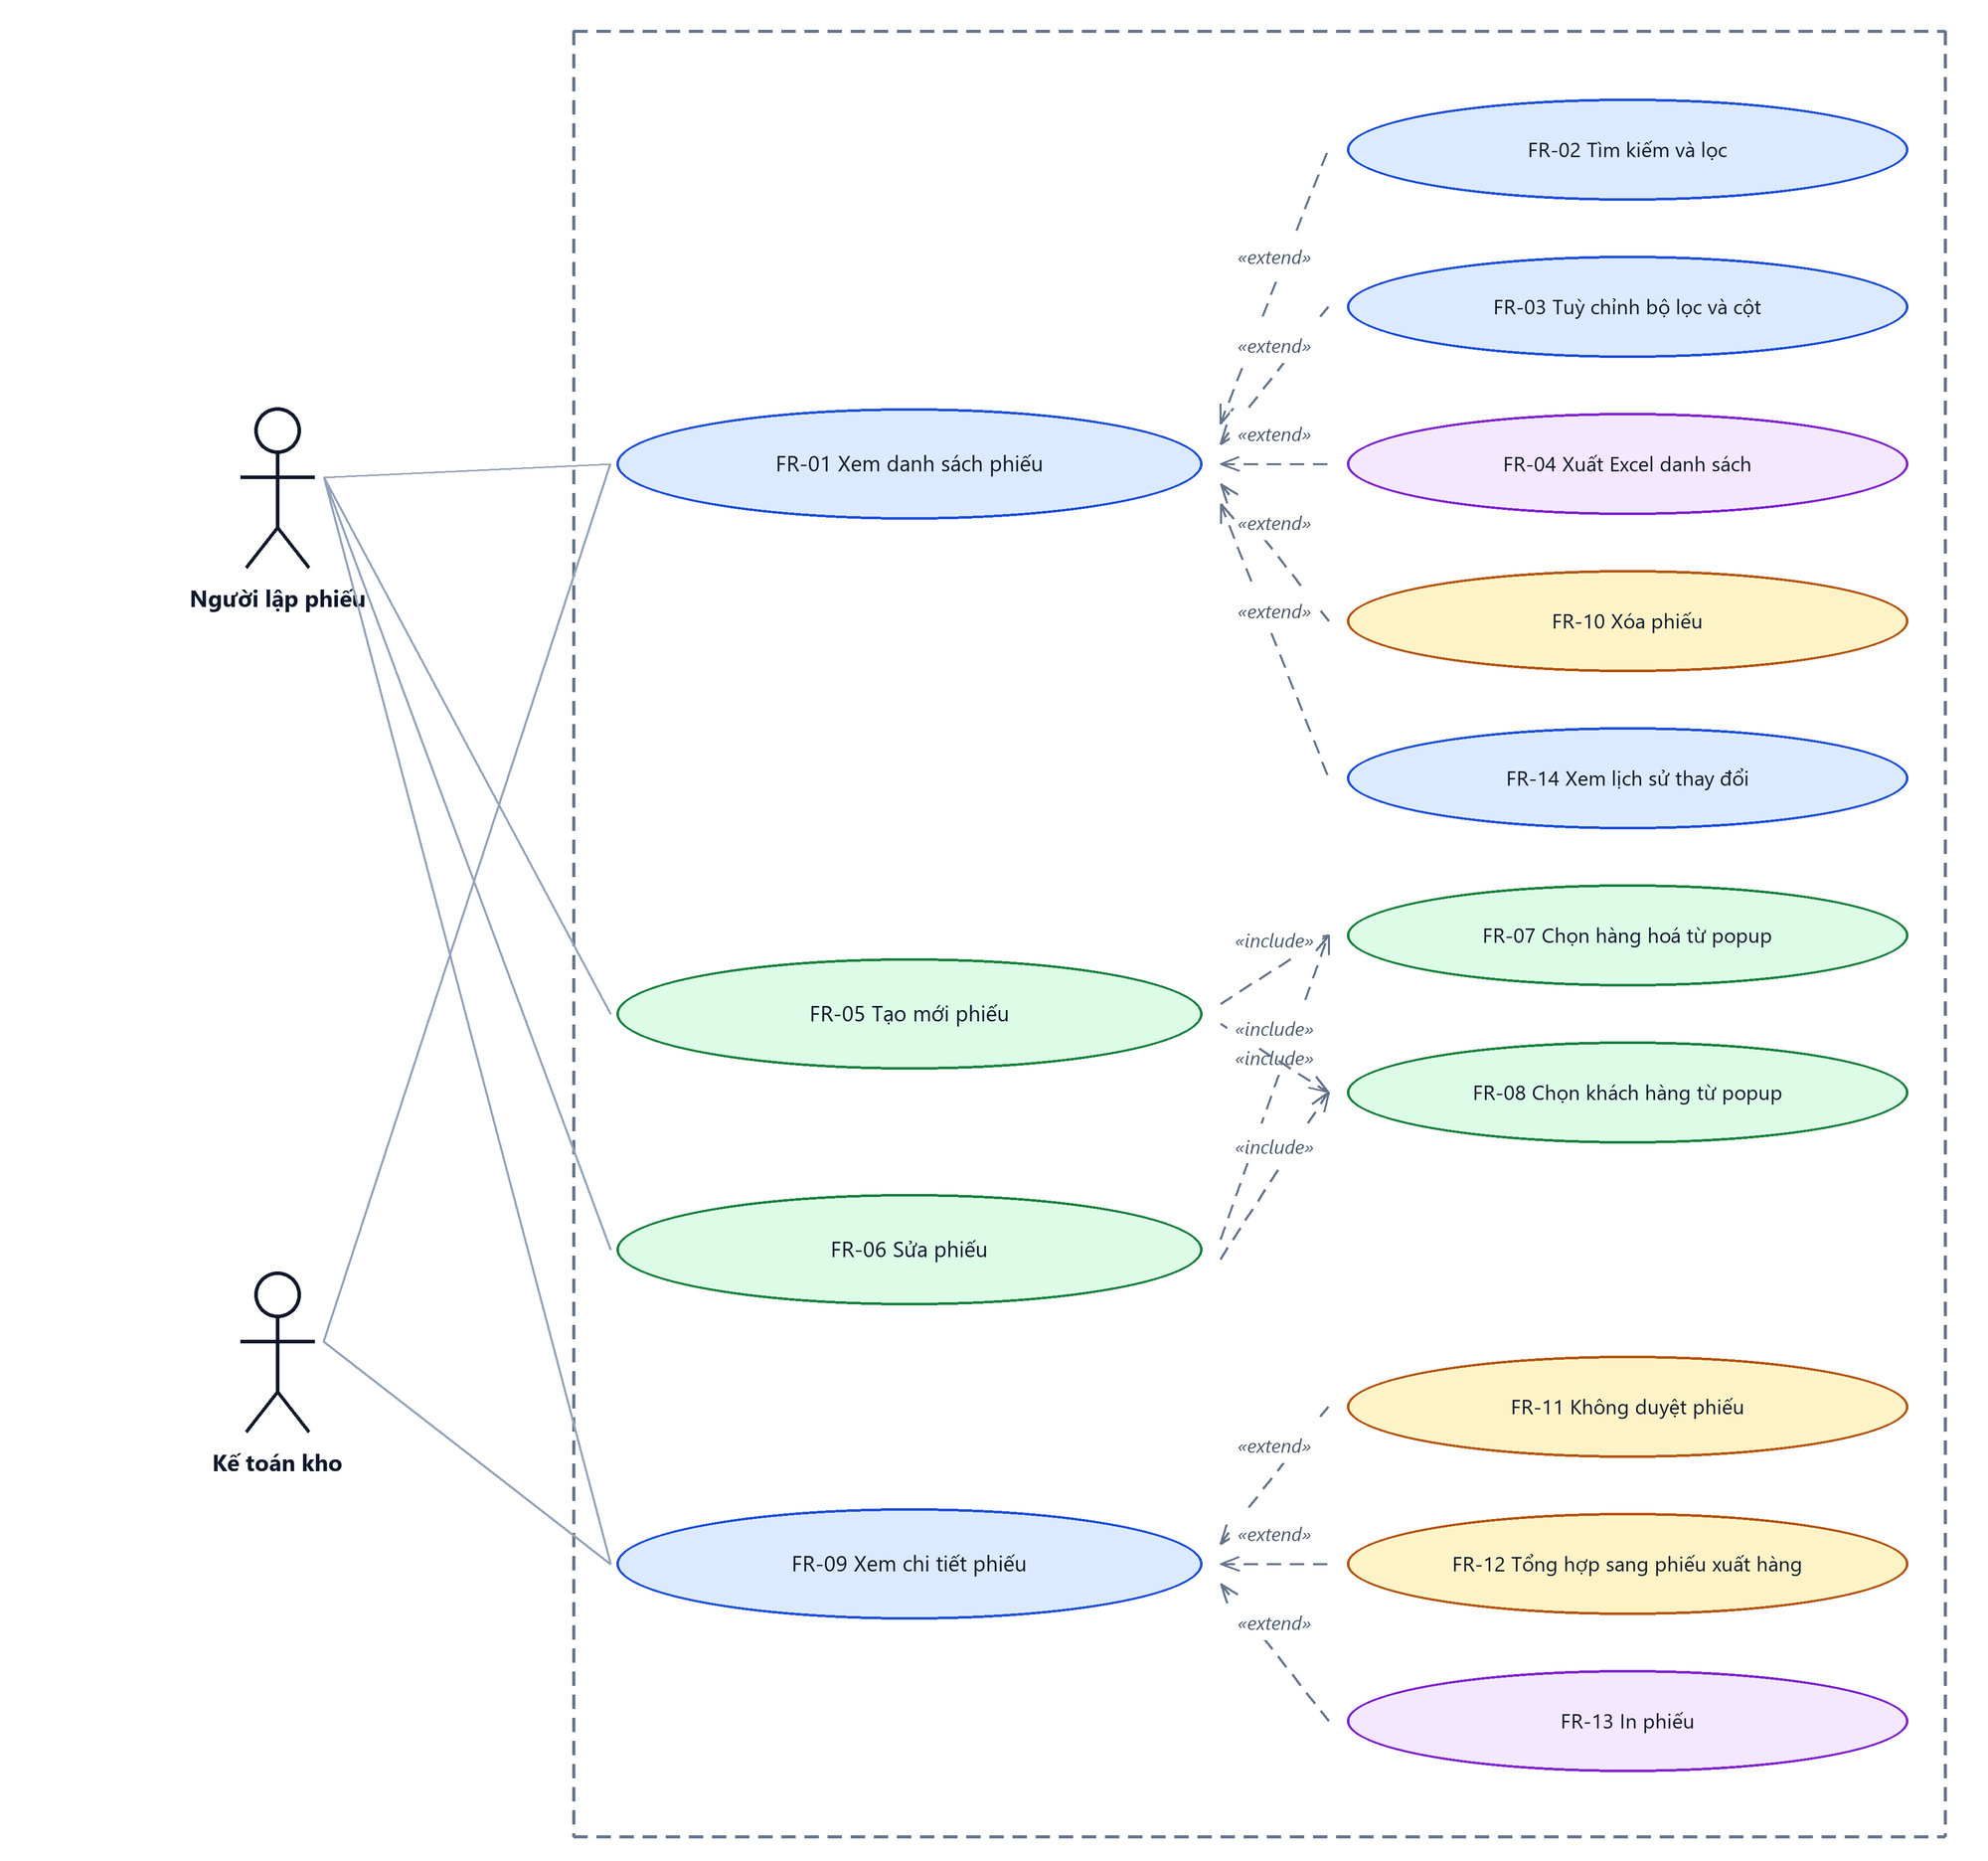 FR-02 Tìm kiếm và lọc
«extend»
FR-03 Tuỳ chỉnh bộ lọc và cột
«extend»
FR-01 Xem danh sách phiếu
«extend»
FR-04 Xuất Excel danh sách
«extend»
Người lập phiếu
«extend»
FR-10 Xóa phiếu
FR-14 Xem lịch sử thay đổi
«include»
FR-07 Chọn hàng hoá từ popup
FR-05 Tạo mới phiếu
«include»
«include»
FR-08 Chọn khách hàng từ popup
«include»
FR-06 Sửa phiếu
Kế toán kho
«extend»
FR-11 Không duyệt phiếu
FR-09 Xem chi tiết phiếu
«extend»
FR-12 Tổng hợp sang phiếu xuất hàng
«extend»
FR-13 In phiếu